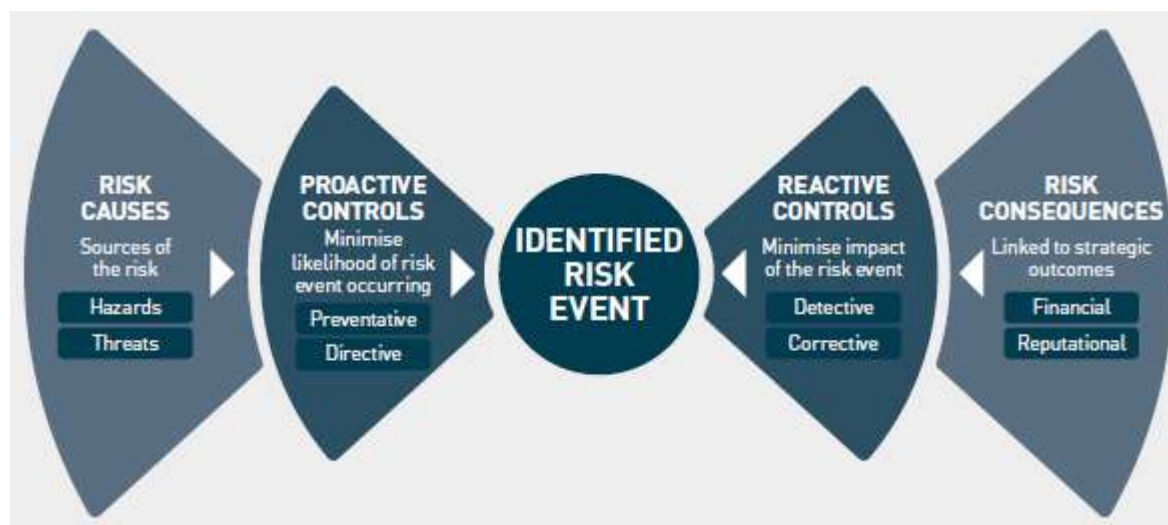 RISK
CAUSES
Sources of
the risk
Hazards
Threats
PROACTIVE
CONTROLS
Minimise
likelihood of risk
event occurring
Preventative
Directive
IDENTIFIED
RISK
EVENT
REACTIVE
CONTROLS
Minimise impact
of the risk event
Detective
Corrective
RISK
CONSEQUENCES
Linked to strategic
outcomes
Financial
Reputational